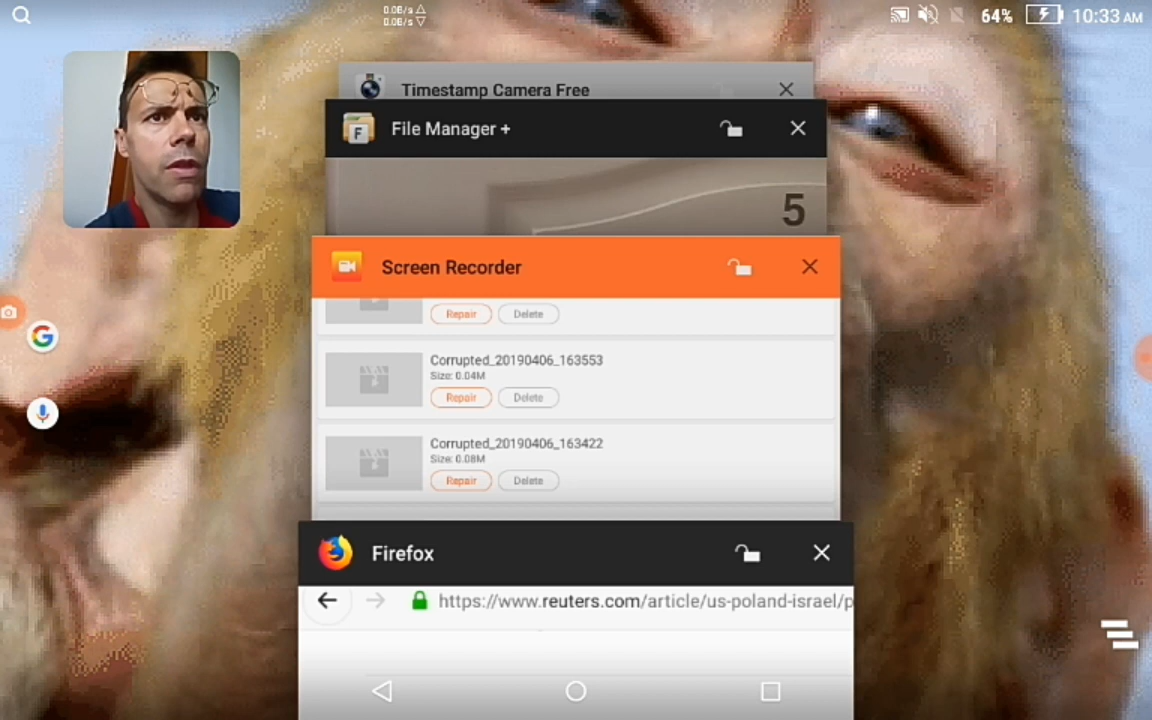 0.0B/s △
0.0B/s ▽
64%
10:33 AM
Timestamp Camera Free
F
File Manager +
5
Screen Recorder
Repair
Delete
Corrupted_20190406_163553
Size: 0.04M
Repair
Delete
Corrupted_20190406_163422
Size: 0.08M
Repair
Delete
Firefox
https://www.reuters.com/article/us-poland-israel/p